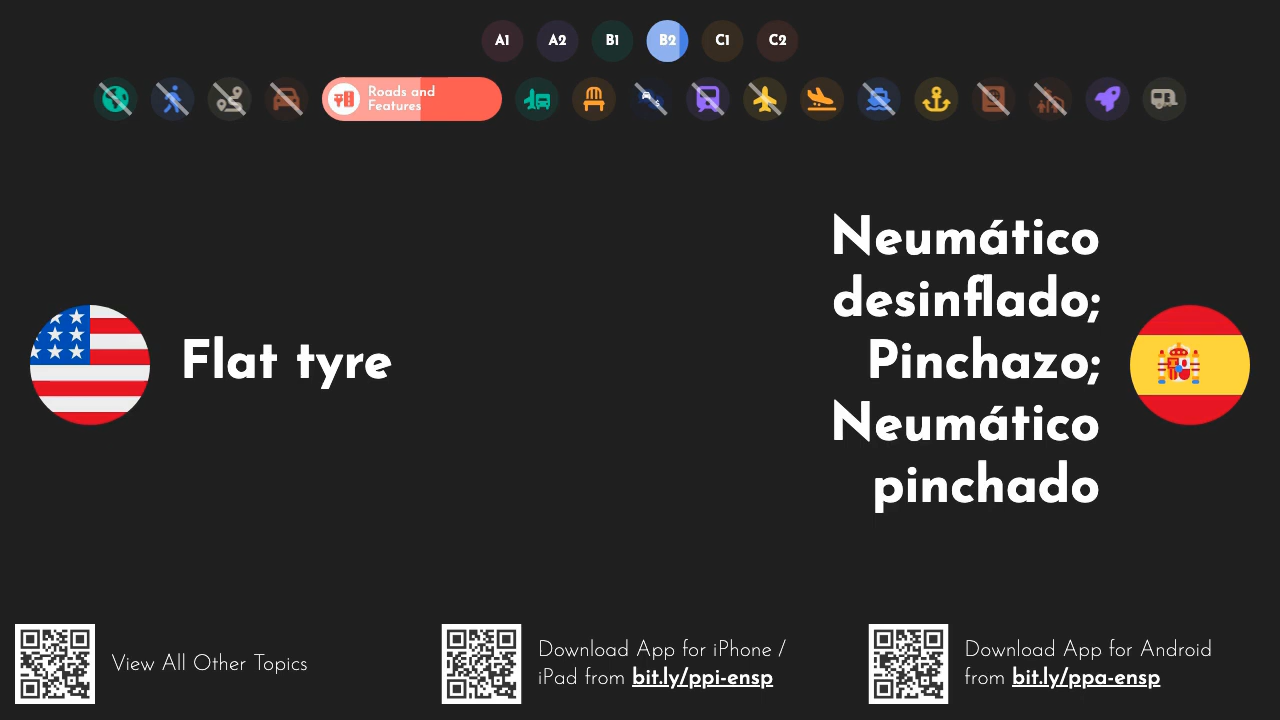 A1 A2 B1 B2 C1 C2
Roads and
Features
Flat tyre
Neumático
desinflado;
Pinchazo;
Neumático
pinchado
View All Other Topics
Download App for iPhone /
iPad from bit.ly/ppi-ensp
Download App for Android
from bit.ly/ppa-ensp